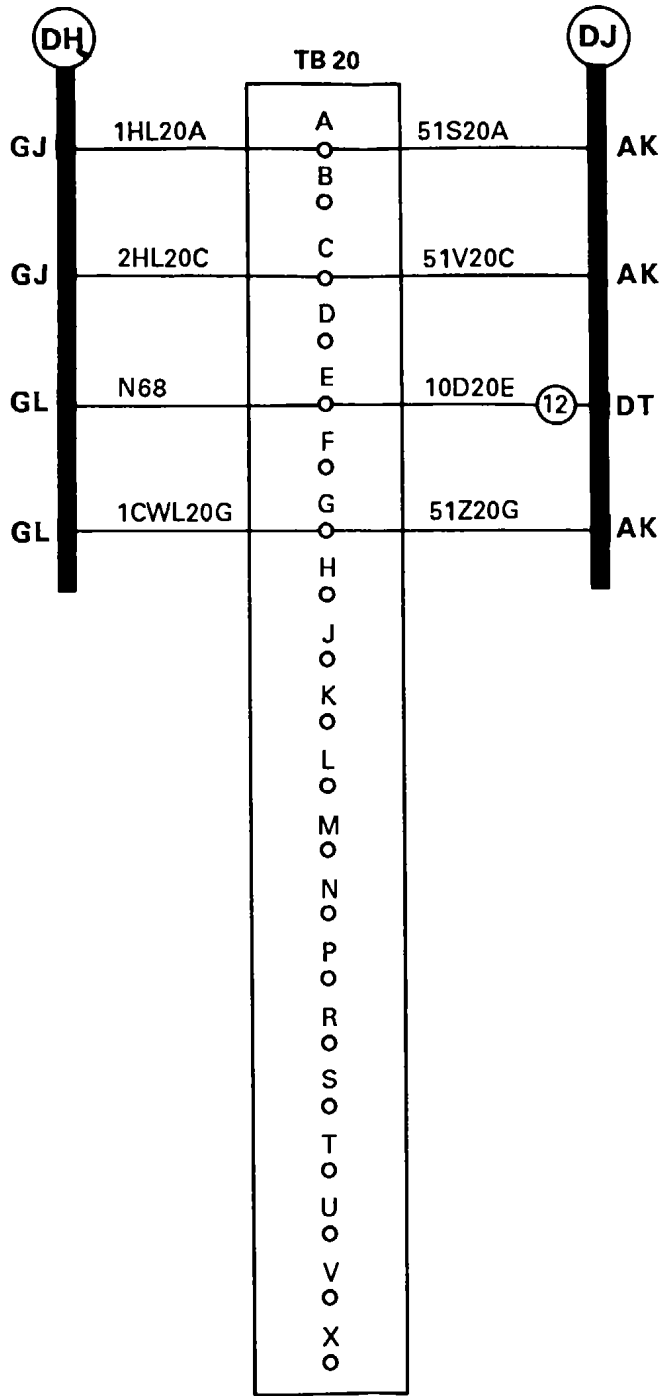 DH
DJ
TB 20
A
GJ 1HL20A 51S20A AK
B
C
GJ 2HL20C 51V20C AK
D
E
GL N68 10D20E 12 DT
F
G
GL 1CWL20G 51Z20G AK
H
J
K
L
M
N
P
R
S
T
U
V
X